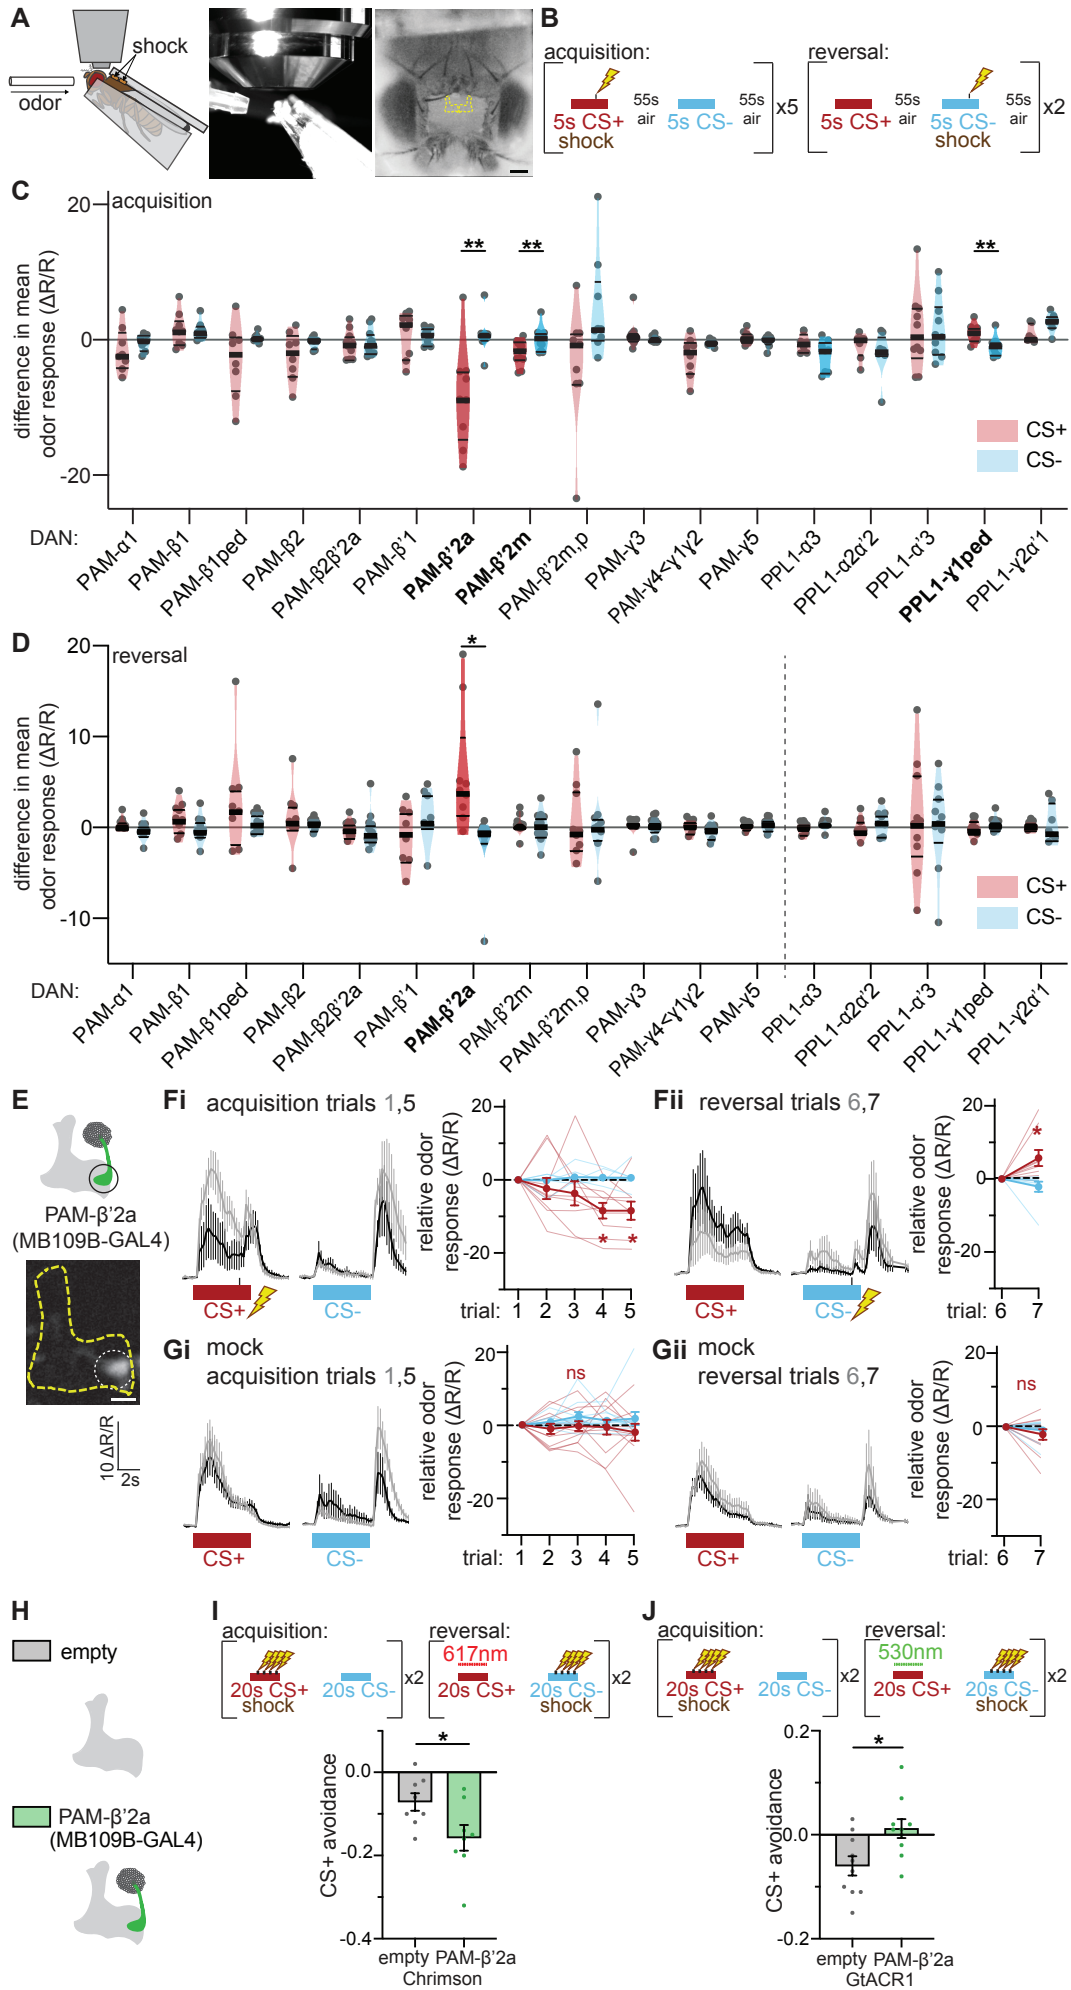 A
shock
odor
B
acquisition:
5s CS+
shock
55s
air
5s CS-
55s
air
x5
reversal:
5s CS+
55s
air
5s CS-
shock
55s
air
x2
C
acquisition
difference in mean
odor response (ΔR/R)
20
0
-20
**
**
**
CS+
CS-
DAN:
PAM-α1
PAM-β1
PAM-β1ped
PAM-β2
PAM-β2β'2a
PAM-β'1
PAM-β'2a
PAM-β'2m
PAM-β'2m,p
PAM-γ3
PAM-γ4<γ1γ2
PAM-γ5
PPL1-α3
PPL1-α2α'2
PPL1-α'3
PPL1-γ1ped
PPL1-γ2α'1
D
reversal
difference in mean
odor response (ΔR/R)
20
10
0
-10
*
CS+
CS-
DAN:
PAM-α1
PAM-β1
PAM-β1ped
PAM-β2
PAM-β2β'2a
PAM-β'1
PAM-β'2a
PAM-β'2m
PAM-β'2m,p
PAM-γ3
PAM-γ4<γ1γ2
PAM-γ5
PPL1-α3
PPL1-α2α'2
PPL1-α'3
PPL1-γ1ped
PPL1-γ2α'1
E
PAM-β'2a
(MB109B-GAL4)
10 ΔR/R
2s
Fi
acquisition trials 1,5
CS+
CS-
relative odor
response (ΔR/R)
20
0
-20
*
*
trial:
1
2
3
4
5
Fii
reversal trials 6,7
CS+
CS-
relative odor
response (ΔR/R)
20
0
-20
*
trial:
6
7
Gi
mock
acquisition trials 1,5
CS+
CS-
relative odor
response (ΔR/R)
20
0
-20
ns
trial:
1
2
3
4
5
Gii
mock
reversal trials 6,7
CS+
CS-
relative odor
response (ΔR/R)
20
0
-20
ns
trial:
6
7
H
empty
PAM-β'2a
(MB109B-GAL4)
I
acquisition:
20s CS+
shock
20s CS-
x2
reversal:
617nm
20s CS+
20s CS-
shock
x2
CS+ avoidance
0.0
-0.2
-0.4
*
empty PAM-β'2a
Chrimson
J
acquisition:
20s CS+
shock
20s CS-
x2
reversal:
530nm
20s CS+
20s CS-
shock
x2
CS+ avoidance
0.2
0.0
-0.2
*
empty PAM-β'2a
GtACR1